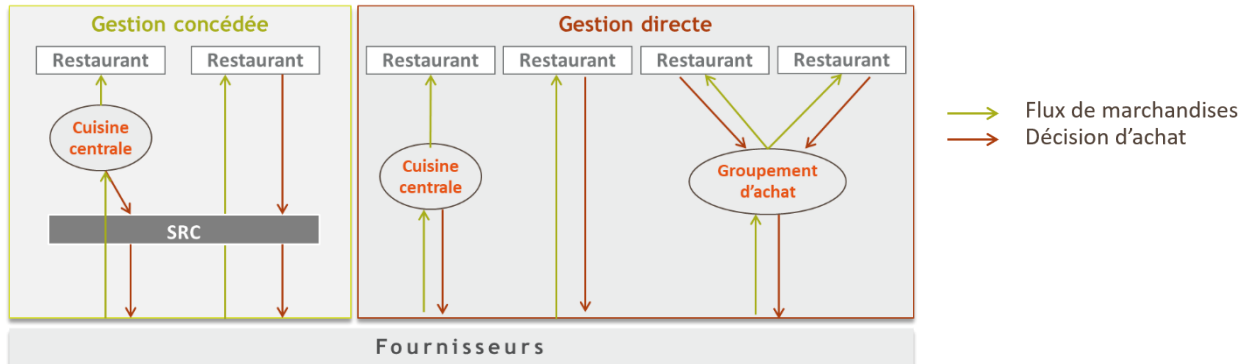 Gestion concédée
Gestion directe
Restaurant
Restaurant
Restaurant
Restaurant
Restaurant
Restaurant
Cuisine
centrale
Cuisine
centrale
Groupement
d'achat
SRC
Fournisseurs
Flux de marchandises
Décision d'achat